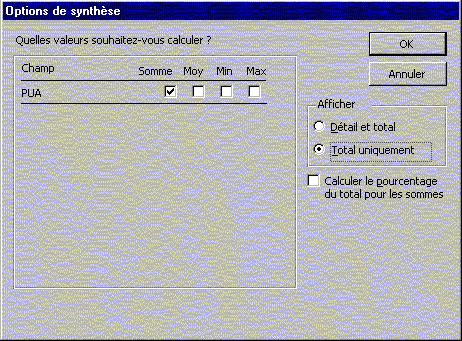 Options de synthèse
Quelles valeurs souhaitez-vous calculer ?
OK
Annuler
Champ Somme Moy Min Max
PUA
Afficher
Détail et total
Total uniquement
Calculer le pourcentage
du total pour les sommes